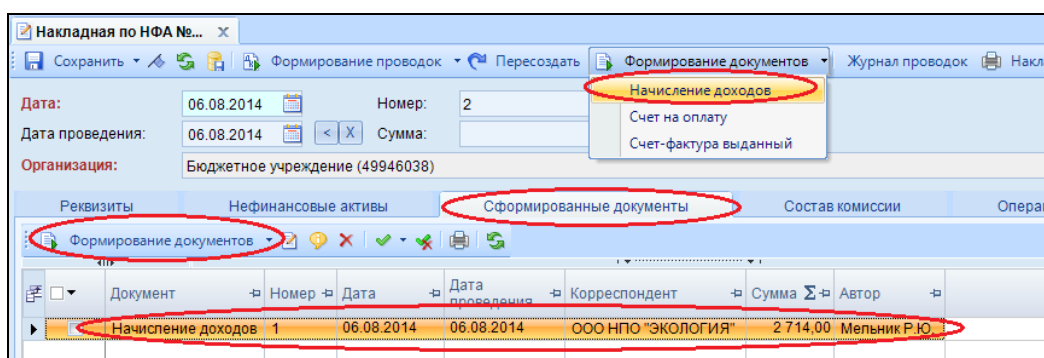 Накладная по НФА №... x
Сохранить Формирование проводок Пересоздать Формирование документов Журнал проводок Накл
Начисление доходов
Счет на оплату
Счет-фактура выданный
Дата: 06.08.2014 Номер: 2
Дата проведения: 06.08.2014 < X Сумма:
Организация: Бюджетное учреждение (49946038)
Реквизиты Нефинансовые активы Сформированные документы Состав комиссии Опера
Формирование документов
Документ Номер Дата Дата проведения Корреспондент Сумма Σ Автор
Начисление доходов 1 06.08.2014 06.08.2014 ООО НПО "ЭКОЛОГИЯ" 2 714,00 Мельник Р.Ю.